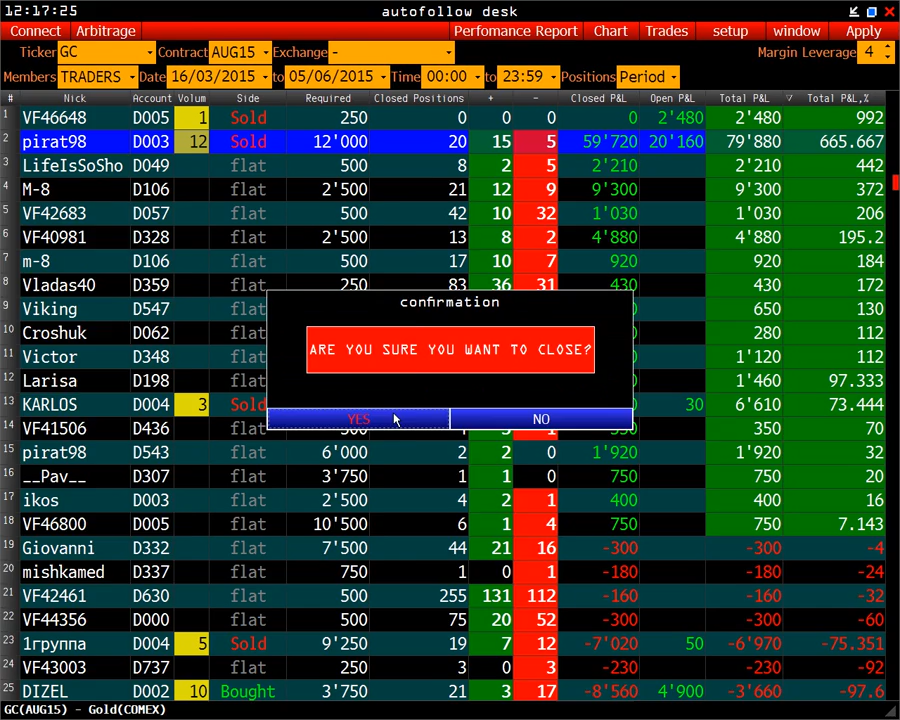 12:17:25 autofollow desk
Connect Arbitrage Perfomance Report Chart Trades setup window Apply
Ticker GC Contract AUG15 Exchange - Margin Leverage 4
Members TRADERS Date 16/03/2015 to 05/06/2015 Time 00:00 to 23:59 Positions Period
# Nick Account Volum Side Required Closed Positions + - Closed P&L Open P&L Total P&L Total P&L,%
1 VF46648 D005 1 Sold 250 0 0 0 0 2'480 2'480 992
2 pirat98 D003 12 Sold 12'000 20 15 5 59'720 20'160 79'880 665.667
3 LifeIsSoSho D049 flat 500 8 2 5 2'210 2'210 442
4 M-8 D106 flat 2'500 21 12 9 9'300 9'300 372
5 VF42683 D057 flat 500 42 10 32 1'030 1'030 206
6 VF40981 D328 flat 2'500 13 8 2 4'880 4'880 195.2
7 m-8 D106 flat 500 17 10 7 920 920 184
8 Vladas40 D359 flat 250 83 36 31 430 430 172
9 Viking D547 flat 650 130
10 Croshuk D062 flat 280 112
11 Victor D348 flat 1'120 112
12 Larisa D198 flat 1'460 97.333
13 KARLOS D004 3 Sold 30 6'610 73.444
14 VF41506 D436 flat 350 70
15 pirat98 D543 flat 6'000 2 2 0 1'920 1'920 32
16 __Pav__ D307 flat 3'750 1 1 0 750 750 20
17 ikos D003 flat 2'500 4 2 1 400 400 16
18 VF46800 D005 flat 10'500 6 1 4 750 750 7.143
19 Giovanni D332 flat 7'500 44 21 16 -300 -300 -4
20 mishkamed D337 flat 750 1 0 1 -180 -180 -24
21 VF42461 D630 flat 500 255 131 112 -160 -160 -32
22 VF44356 D000 flat 500 75 20 52 -300 -300 -60
23 1группа D004 5 Sold 9'250 19 7 12 -7'020 50 -6'970 -75.351
24 VF43003 D737 flat 250 3 0 3 -230 -230 -92
25 DIZEL D002 10 Bought 3'750 21 3 17 -8'560 4'900 -3'660 -97.6
confirmation
ARE YOU SURE YOU WANT TO CLOSE?
YES NO
GC(AUG15) - Gold(COMEX)